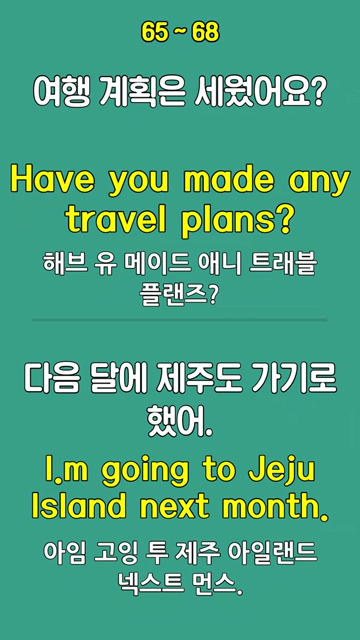 65 ~ 68
여행 계획은 세웠어요?
Have you made any
travel plans?
해브 유 메이드 애니 트래블
플랜즈?
다음 달에 제주도 가기로
했어.
I.m going to Jeju
Island next month.
아임 고잉 투 제주 아일랜드
넥스트 먼스.